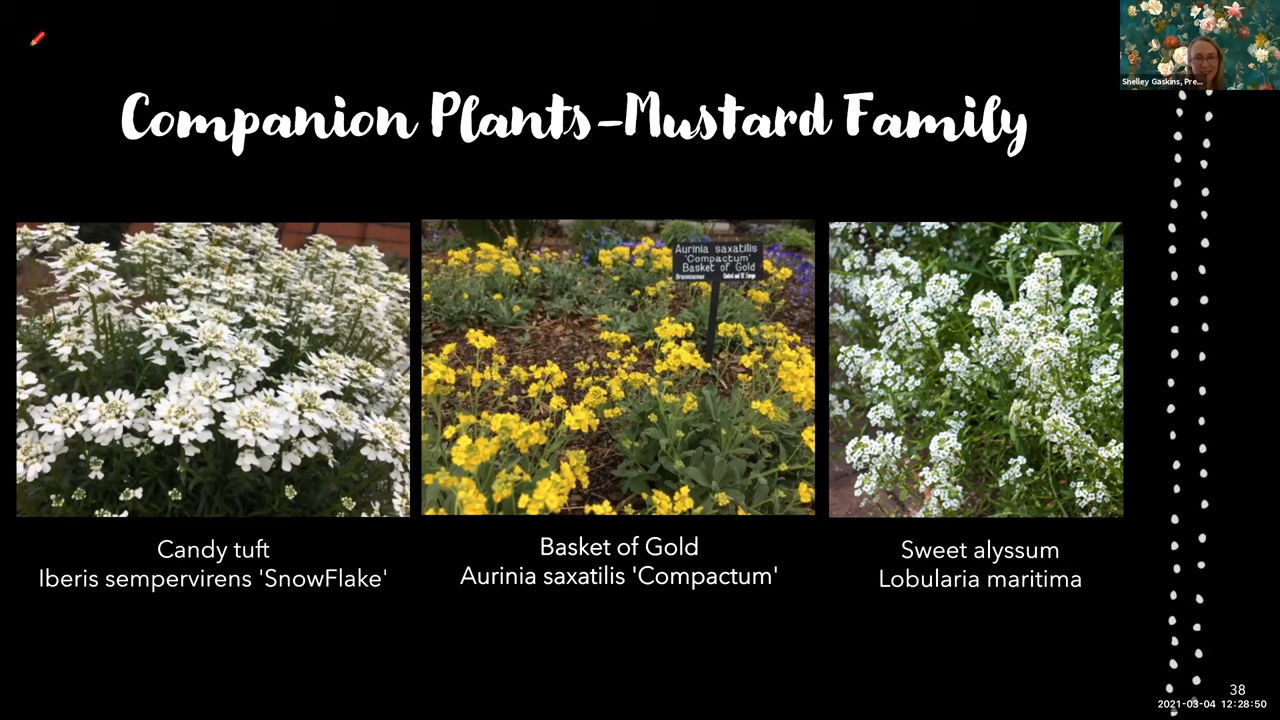 Shelley Gaskins, Pre...
Companion Plants-Mustard Family
Aurinia saxatilis
'Compactum'
Basket of Gold
Candy tuft
Iberis sempervirens 'SnowFlake'
Basket of Gold
Aurinia saxatilis 'Compactum'
Sweet alyssum
Lobularia maritima
38
2021-03-04 12:28:50